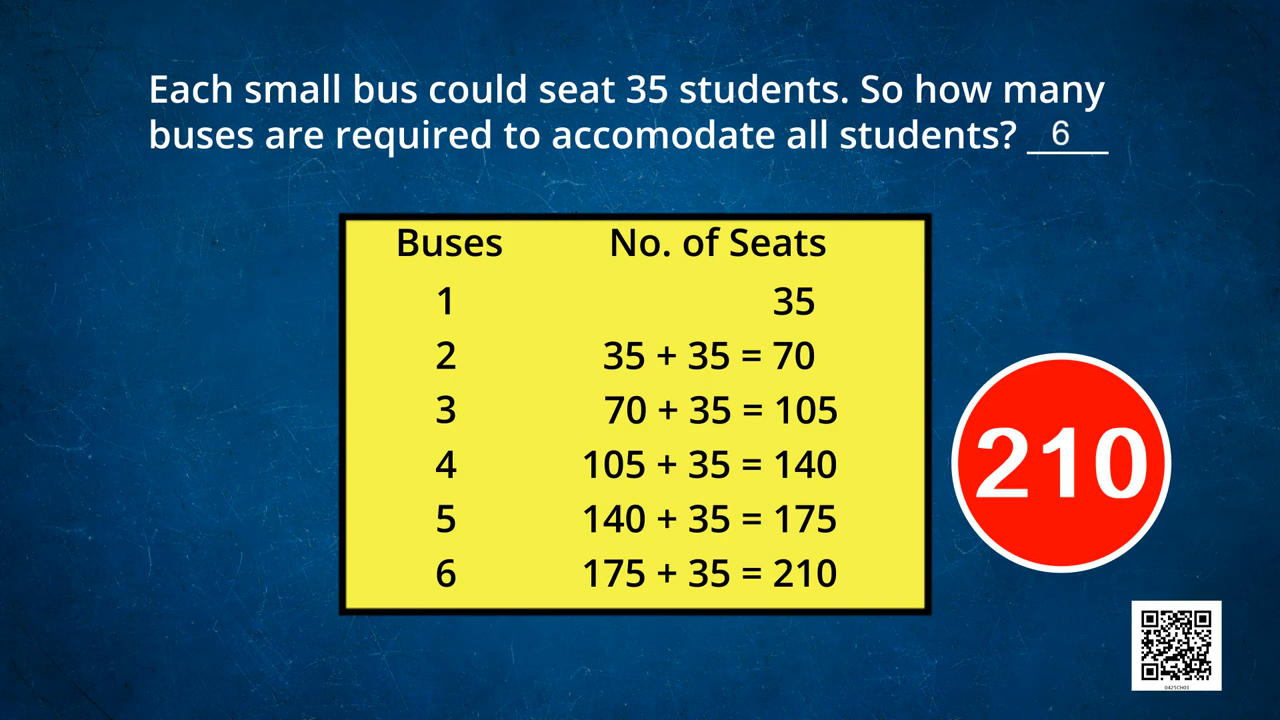 Each small bus could seat 35 students. So how many
buses are required to accomodate all students? 6
Buses No. of Seats
1 35
2 35 + 35 = 70
3 70 + 35 = 105
4 105 + 35 = 140
5 140 + 35 = 175
6 175 + 35 = 210
210
0425CH03